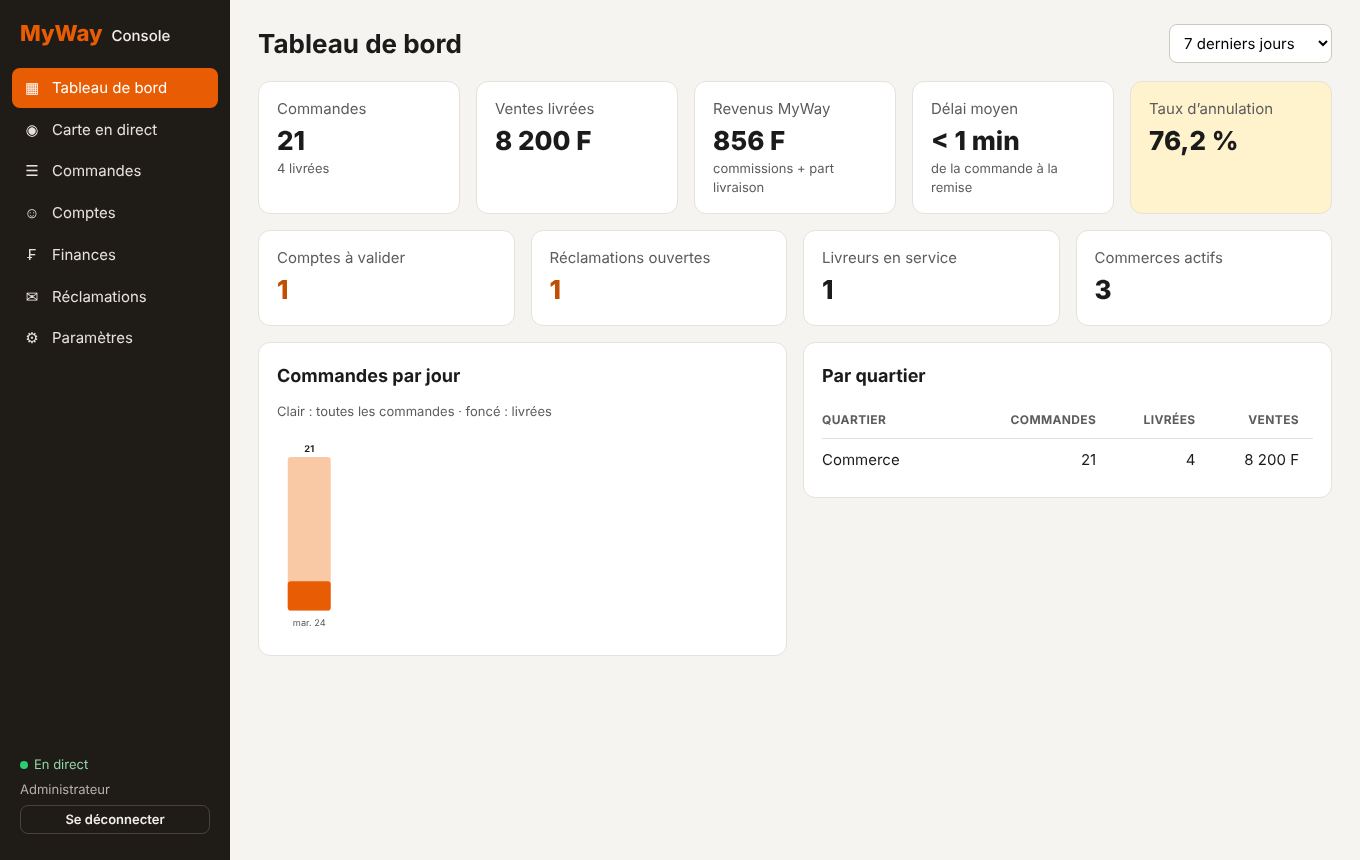 MyWay Console
Tableau de bord
Carte en direct
Commandes
Comptes
Finances
Réclamations
Paramètres
En direct
Administrateur
Se déconnecter
Tableau de bord
7 derniers jours
Commandes
21
4 livrées
Ventes livrées
8 200 F
Revenus MyWay
856 F
commissions + part
livraison
Délai moyen
< 1 min
de la commande à la
remise
Taux d’annulation
76,2 %
Comptes à valider
1
Réclamations ouvertes
1
Livreurs en service
1
Commerces actifs
3
Commandes par jour
Clair : toutes les commandes · foncé : livrées
21
mar. 24
Par quartier
QUARTIER COMMANDES LIVRÉES VENTES
Commerce 21 4 8 200 F